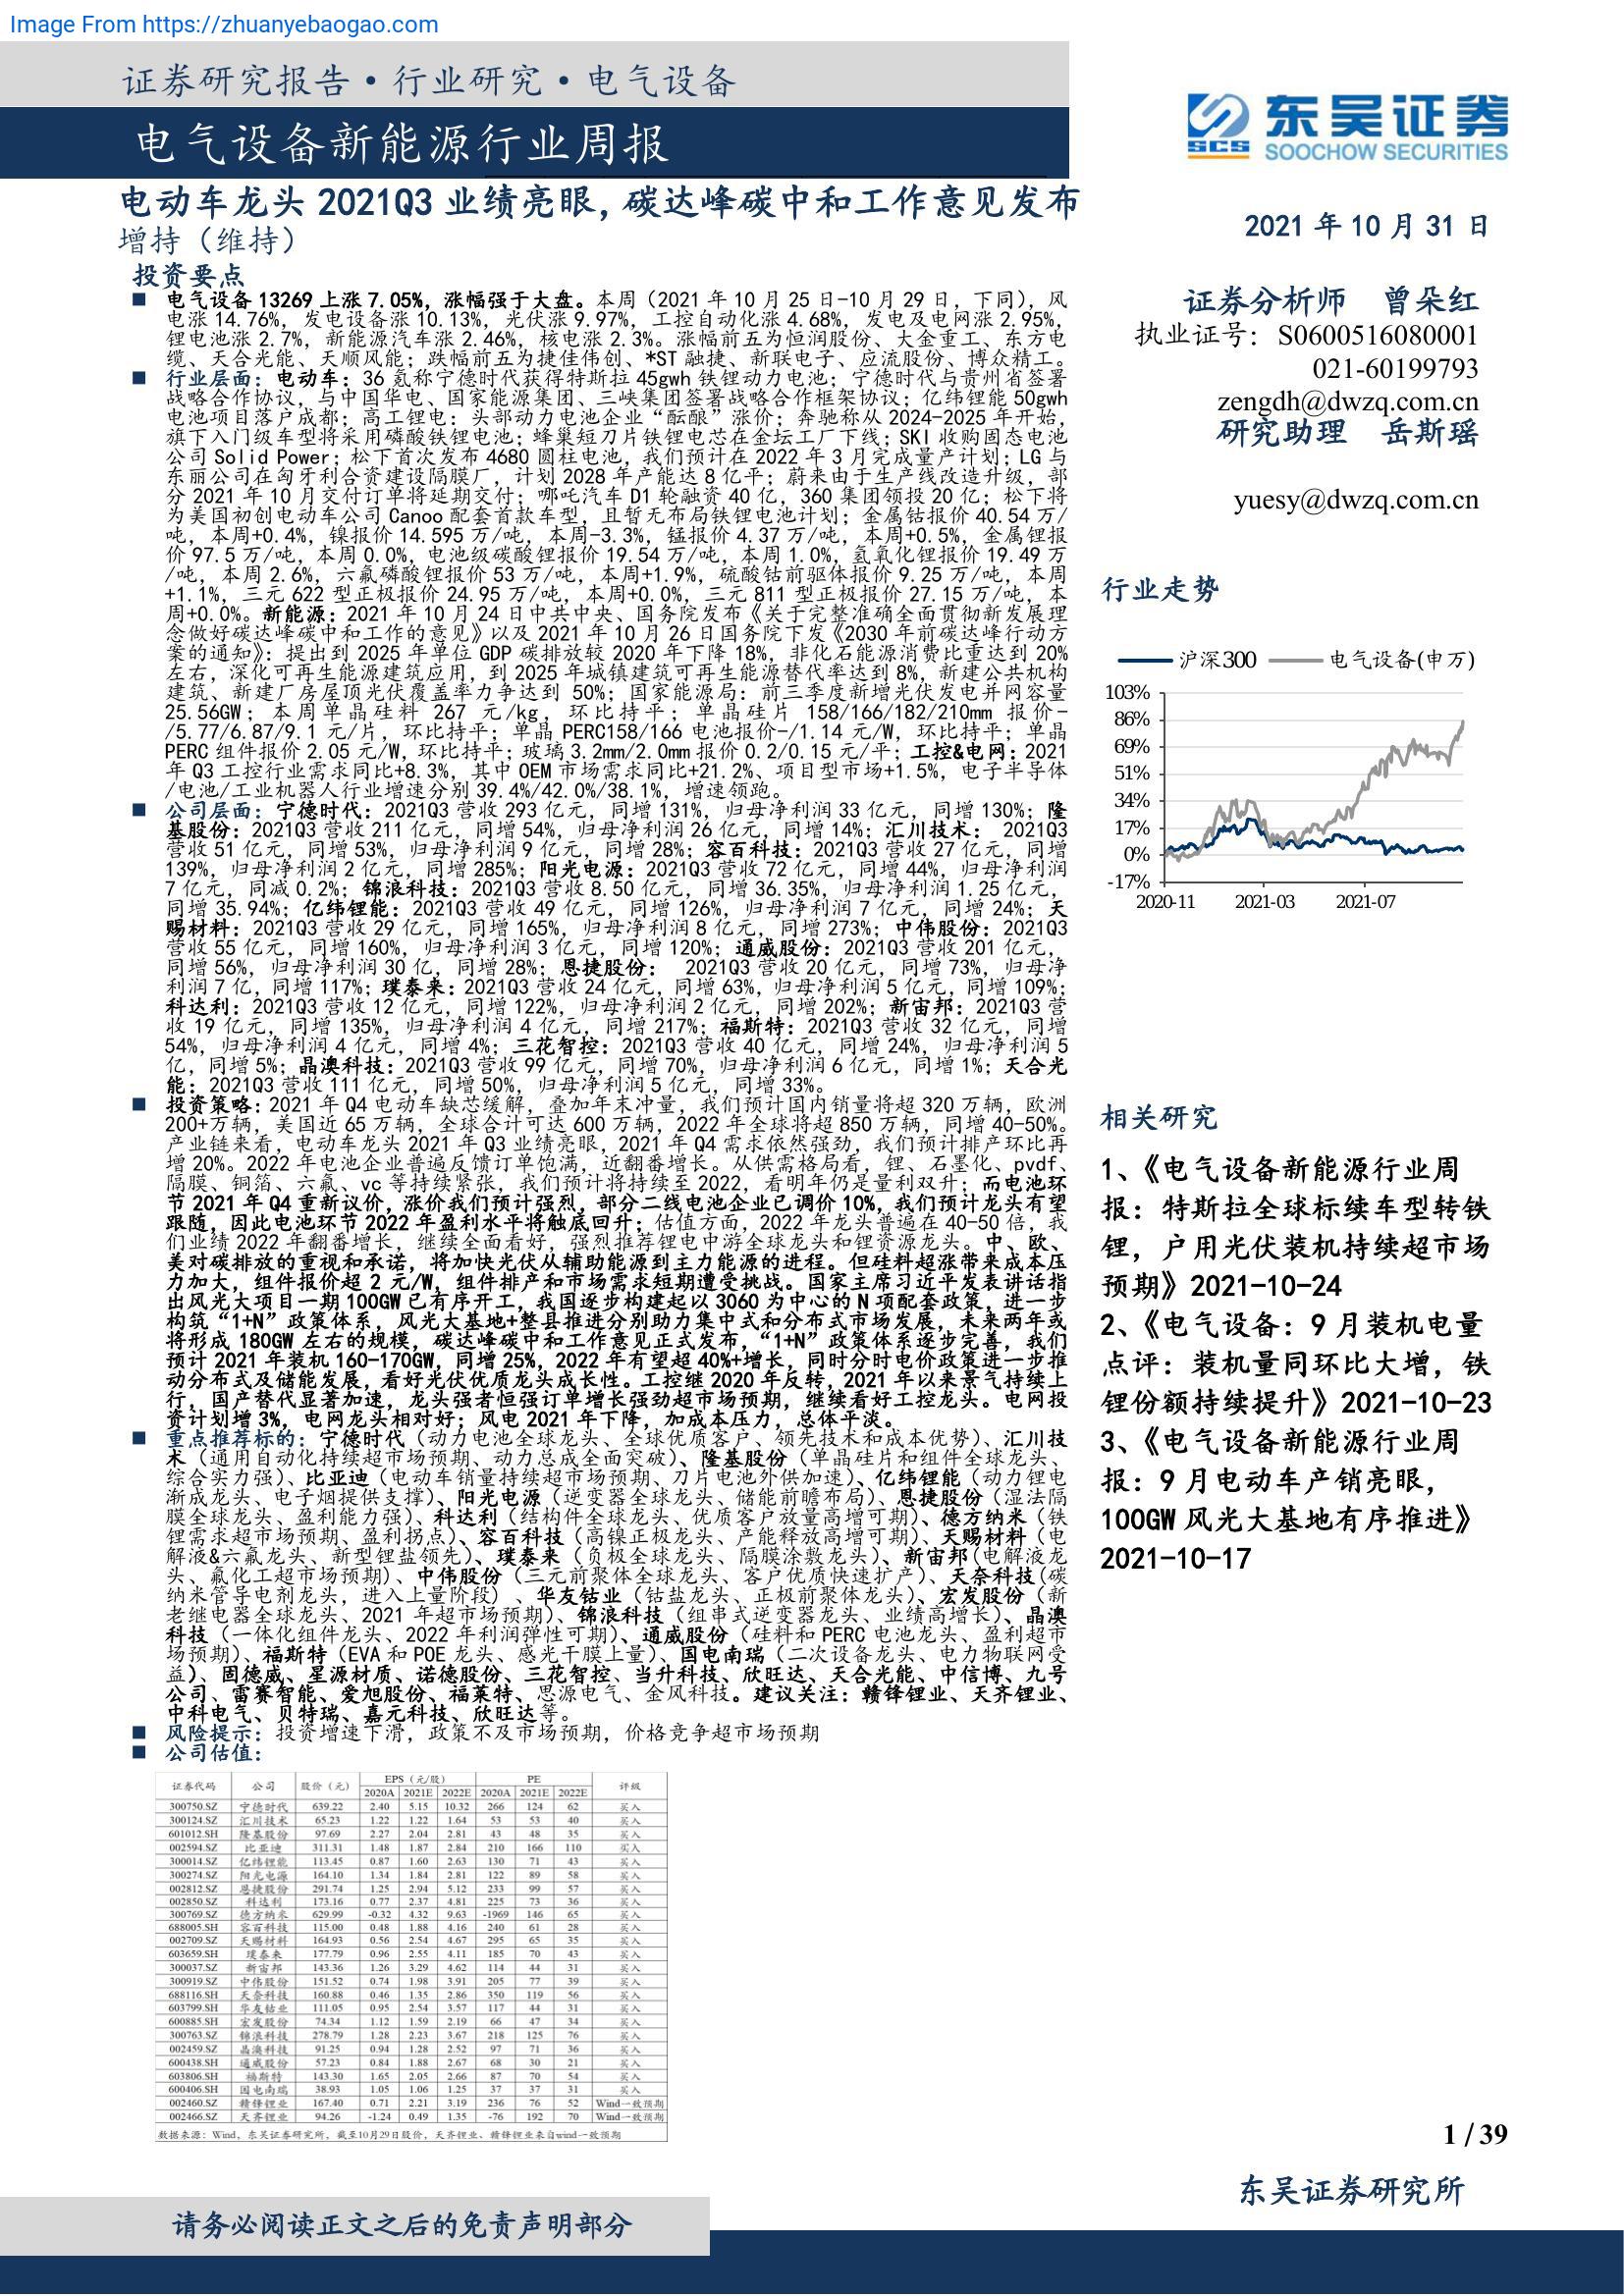 Image From https://zhuanyebaogao.com
证券研究报告·行业研究·电气设备
电气设备新能源行业周报
东吴证券
SCS
SOOCHOW SECURITIES
电动车龙头 2021Q3 业绩亮眼，碳达峰碳中和工作意见发布
增持（维持）
投资要点
■ 电气设备 13269 上涨 7.05%，涨幅强于大盘。本周（2021 年 10 月 25 日-10 月 29 日，下同），风
电涨 14.76%，发电设备涨 10.13%，光伏涨 9.97%，工控自动化涨 4.68%，发电及电网涨 2.95%，
锂电池涨 2.7%，新能源汽车涨 2.46%，核电涨 2.3%。涨幅前五为恒润股份、大金重工、东方电
缆、天合光能、天顺风能；跌幅前五为捷佳伟创、*ST 融捷、新联电子、应流股份、博众精工。
■ 行业层面：电动车：36 氪称宁德时代获得特斯拉 45gwh 铁锂动力电池；宁德时代与贵州省签署
战略合作协议，与中国华电、国家能源集团、三峡集团签署战略合作框架协议；亿纬锂能 50gwh
电池项目落户成都；高工锂电：头部动力电池企业“酝酿”涨价；奔驰称从 2024-2025 年开始，
旗下入门级车型将采用磷酸铁锂电池；蜂巢短刀片铁锂电芯在金坛工厂下线；SKI 收购固态电池
公司 Solid Power；松下首次发布 4680 圆柱电池，我们预计在 2022 年 3 月完成量产计划；LG 与
东丽公司在匈牙利合资建设隔膜厂，计划 2028 年产能达 8 亿平；蔚来由于生产线改造升级，部
分 2021 年 10 月交付订单将延期交付；哪吒汽车 D1 轮融资 40 亿，360 集团领投 20 亿；松下将
为美国初创电动车公司 Canoo 配套首款车型，且暂无布局铁锂电池计划；金属钴报价 40.54 万/
吨，本周+0.4%，镍报价 14.595 万/吨，本周-3.3%，锰报价 4.37 万/吨，本周+0.5%，金属锂报
价 97.5 万/吨，本周 0.0%，电池级碳酸锂报价 19.54 万/吨，本周 1.0%，氢氧化锂报价 19.49 万
/吨，本周 2.6%，六氟磷酸锂报价 53 万/吨，本周+1.9%，硫酸钴前驱体报价 9.25 万/吨，本周
+1.1%，三元 622 型正极报价 24.95 万/吨，本周+0.0%，三元 811 型正极报价 27.15 万/吨，本
周+0.0%。新能源：2021 年 10 月 24 日中共中央、国务院发布《关于完整准确全面贯彻新发展理
念做好碳达峰碳中和工作的意见》以及 2021 年 10 月 26 日国务院下发《2030 年前碳达峰行动方
案的通知》：提出到 2025 年单位 GDP 碳排放较 2020 年下降 18%，非化石能源消费比重达到 20%
左右，深化可再生能源建筑应用，到 2025 年城镇建筑可再生能源替代率达到 8%，新建公共机构
建筑、新建厂房屋顶光伏覆盖率力争达到 50%；国家能源局：前三季度新增光伏发电并网容量
25.56GW；本周单晶硅料 267 元/kg，环比持平；单晶硅片 158/166/182/210mm 报价-
/5.77/6.87/9.1 元/片，环比持平；单晶 PERC158/166 电池报价-/1.14 元/W，环比持平；单晶
PERC 组件报价 2.05 元/W，环比持平；玻璃 3.2mm/2.0mm 报价 0.2/0.15 元/平；工控&电网：2021
年 Q3 工控行业需求同比+8.3%，其中 OEM 市场需求同比+21.2%、项目型市场+1.5%，电子半导体
/电池/工业机器人行业增速分别 39.4%/42.0%/38.1%，增速领跑。
■ 公司层面：宁德时代：2021Q3 营收 293 亿元，同增 131%，归母净利润 33 亿元，同增 130%；隆
基股份：2021Q3 营收 211 亿元，同增 54%，归母净利润 26 亿元，同增 14%；汇川技术： 2021Q3
营收 51 亿元，同增 53%，归母净利润 9 亿元，同增 28%；容百科技：2021Q3 营收 27 亿元，同增
139%，归母净利润 2 亿元，同增 285%；阳光电源：2021Q3 营收 72 亿元，同增 44%，归母净利润
7 亿元，同减 0.2%；锦浪科技：2021Q3 营收 8.50 亿元，同增 36.35%，归母净利润 1.25 亿元，
同增 35.94%；亿纬锂能：2021Q3 营收 49 亿元，同增 126%，归母净利润 7 亿元，同增 24%；天
赐材料：2021Q3 营收 29 亿元，同增 165%，归母净利润 8 亿元，同增 273%；中伟股份：2021Q3
营收 55 亿元，同增 160%，归母净利润 3 亿元，同增 120%；通威股份：2021Q3 营收 201 亿元，
同增 56%，归母净利润 30 亿，同增 28%；恩捷股份： 2021Q3 营收 20 亿元，同增 73%，归母净
利润 7 亿，同增 117%；璞泰来：2021Q3 营收 24 亿元，同增 63%，归母净利润 5 亿元，同增 109%；
科达利：2021Q3 营收 12 亿元，同增 122%，归母净利润 2 亿元，同增 202%；新宙邦：2021Q3 营
收 19 亿元，同增 135%，归母净利润 4 亿元，同增 217%；福斯特：2021Q3 营收 32 亿元，同增
54%，归母净利润 4 亿元，同增 4%；三花智控：2021Q3 营收 40 亿元，同增 24%，归母净利润 5
亿，同增 5%；晶澳科技：2021Q3 营收 99 亿元，同增 70%，归母净利润 6 亿元，同增 1%；天合光
能：2021Q3 营收 111 亿元，同增 50%，归母净利润 5 亿元，同增 33%。
■ 投资策略：2021 年 Q4 电动车缺芯缓解，叠加年末冲量，我们预计国内销量将超 320 万辆，欧洲
200+万辆，美国近 65 万辆，全球合计可达 600 万辆，2022 年全球将超 850 万辆，同增 40-50%。
产业链来看，电动车龙头 2021 年 Q3 业绩亮眼，2021 年 Q4 需求依然强劲，我们预计排产环比再
增 20%。2022 年电池企业普遍反馈订单饱满，近翻番增长。从供需格局看，锂、石墨化、pvdf、
隔膜、铜箔、六氟、vc 等持续紧张，我们预计将持续至 2022，看明年仍是量利双升；而电池环
节 2021 年 Q4 重新议价，涨价我们预计强烈，部分二线电池企业已调价 10%，我们预计龙头有望
跟随，因此电池环节 2022 年盈利水平将触底回升；估值方面，2022 年龙头普遍在 40-50 倍，我
们业绩 2022 年翻番增长，继续全面看好，强烈推荐锂电中游全球龙头和锂资源龙头。中、欧、
美对碳排放的重视和承诺，将加快光伏从辅助能源到主力能源的进程。但硅料超涨带来成本压
力加大，组件报价超 2 元/W，组件排产和市场需求短期遭受挑战。国家主席习近平发表讲话指
出风光大项目一期 100GW 已有序开工，我国逐步构建起以 3060 为中心的 N 项配套政策，进一步
构筑“1+N”政策体系，风光大基地+整县推进分别助力集中式和分布式市场发展，未来两年或
将形成 180GW 左右的规模，碳达峰碳中和工作意见正式发布，“1+N”政策体系逐步完善，我们
预计 2021 年装机 160-170GW，同增 25%，2022 年有望超 40%+增长，同时分时电价政策进一步推
动分布式及储能发展，看好光伏优质龙头成长性。工控继 2020 年反转，2021 年以来景气持续上
行，国产替代显著加速，龙头强者恒强订单增长强劲超市场预期，继续看好工控龙头。电网投
资计划增 3%，电网龙头相对好；风电 2021 年下降，加成本压力，总体平淡。
■ 重点推荐标的：宁德时代（动力电池全球龙头、全球优质客户、领先技术和成本优势）、汇川技
术（通用自动化持续超市场预期、动力总成全面突破）、隆基股份（单晶硅片和组件全球龙头、
综合实力强）、比亚迪（电动车销量持续超市场预期、刀片电池外供加速）、亿纬锂能（动力锂电
渐成龙头、电子烟提供支撑）、阳光电源（逆变器全球龙头、储能前瞻布局）、恩捷股份（湿法隔
膜全球龙头、盈利能力强）、科达利（结构件全球龙头、优质客户放量高增可期）、德方纳米（铁
锂需求超市场预期、盈利拐点）、容百科技（高镍正极龙头、产能释放高增可期）、天赐材料（电
解液&六氟龙头、新型锂盐领先）、璞泰来（负极全球龙头、隔膜涂敷龙头）、新宙邦（电解液龙
头、氟化工超市场预期）、中伟股份（三元前聚体全球龙头、客户优质快速扩产）、天奈科技（碳
纳米管导电剂龙头，进入上量阶段）、华友钴业（钴盐龙头、正极前聚体龙头）、宏发股份（新
老继电器全球龙头、2021 年超市场预期）、锦浪科技（组串式逆变器龙头、业绩高增长）、晶澳
科技（一体化组件龙头、2022 年利润弹性可期）、通威股份（硅料和 PERC 电池龙头、盈利超市
场预期）、福斯特（EVA 和 POE 龙头、感光干膜上量）、国电南瑞（二次设备龙头、电力物联网受
益）、固德威、星源材质、诺德股份、三花智控、当升科技、欣旺达、天合光能、中信博、九号
公司、雷赛智能、爱旭股份、福莱特、思源电气、金风科技。建议关注：赣锋锂业、天齐锂业、
中科电气、贝特瑞、嘉元科技、欣旺达等。
■ 风险提示：投资增速下滑，政策不及市场预期，价格竞争超市场预期
■ 公司估值：
证券代码 公司 股价（元） EPS（元/股） PE 评级
2020A 2021E 2022E 2020A 2021E 2022E
300750.SZ 宁德时代 639.22 2.40 5.15 10.32 266 124 62 买入
300124.SZ 汇川技术 65.23 1.22 1.22 1.64 53 53 40 买入
601012.SH 隆基股份 97.69 2.27 2.04 2.81 43 48 35 买入
002594.SZ 比亚迪 311.31 1.48 1.87 2.84 210 166 110 买入
300014.SZ 亿纬锂能 113.45 0.87 1.60 2.63 130 71 43 买入
300274.SZ 阳光电源 164.10 1.34 1.84 2.81 122 89 58 买入
002812.SZ 恩捷股份 291.74 1.25 2.94 5.12 233 99 57 买入
002850.SZ 科达利 173.16 0.77 2.37 4.81 225 73 36 买入
300769.SZ 德方纳米 629.99 -0.32 4.32 9.63 -1969 146 65 买入
688005.SH 容百科技 115.00 0.48 1.88 4.16 240 61 28 买入
002709.SZ 天赐材料 164.93 0.56 2.54 4.67 295 65 35 买入
603659.SH 璞泰来 177.79 0.96 2.55 4.11 185 70 43 买入
300037.SZ 新宙邦 143.36 1.26 3.29 4.62 114 44 31 买入
300919.SZ 中伟股份 151.52 0.74 1.98 3.91 205 77 39 买入
688116.SH 天奈科技 160.88 0.46 1.35 2.86 350 119 56 买入
603799.SH 华友钴业 111.05 0.95 2.54 3.57 117 44 31 买入
600885.SH 宏发股份 74.34 1.12 1.59 2.19 66 47 34 买入
300763.SZ 锦浪科技 278.79 1.28 2.23 3.67 218 125 76 买入
002459.SZ 晶澳科技 91.25 0.94 1.28 2.52 97 71 36 买入
600438.SH 通威股份 57.23 0.84 1.88 2.67 68 30 21 买入
603806.SH 福斯特 143.30 1.65 2.05 2.66 87 70 54 买入
600406.SH 国电南瑞 38.93 1.05 1.06 1.25 37 37 31 买入
002460.SZ 赣锋锂业 167.40 0.71 2.21 3.19 236 76 52 Wind一致预期
002466.SZ 天齐锂业 94.26 -1.24 0.49 1.35 -76 192 70 Wind一致预期
数据来源：Wind，东吴证券研究所，截至10月29日股价，天齐锂业、赣锋锂业来自wind一致预期
2021 年 10 月 31 日
证券分析师 曾朵红
执业证号：S0600516080001
021-60199793
zengdh@dwzq.com.cn
研究助理 岳斯瑶
yuesy@dwzq.com.cn
行业走势
沪深300 电气设备(申万)
103%
86%
69%
51%
34%
17%
0%
-17%
2020-11 2021-03 2021-07
相关研究
1、《电气设备新能源行业周
报：特斯拉全球标续车型转铁
锂，户用光伏装机持续超市场
预期》2021-10-24
2、《电气设备：9 月装机电量
点评：装机量同环比大增，铁
锂份额持续提升》2021-10-23
3、《电气设备新能源行业周
报：9 月电动车产销亮眼，
100GW 风光大基地有序推进》
2021-10-17
1 / 39
东吴证券研究所
请务必阅读正文之后的免责声明部分